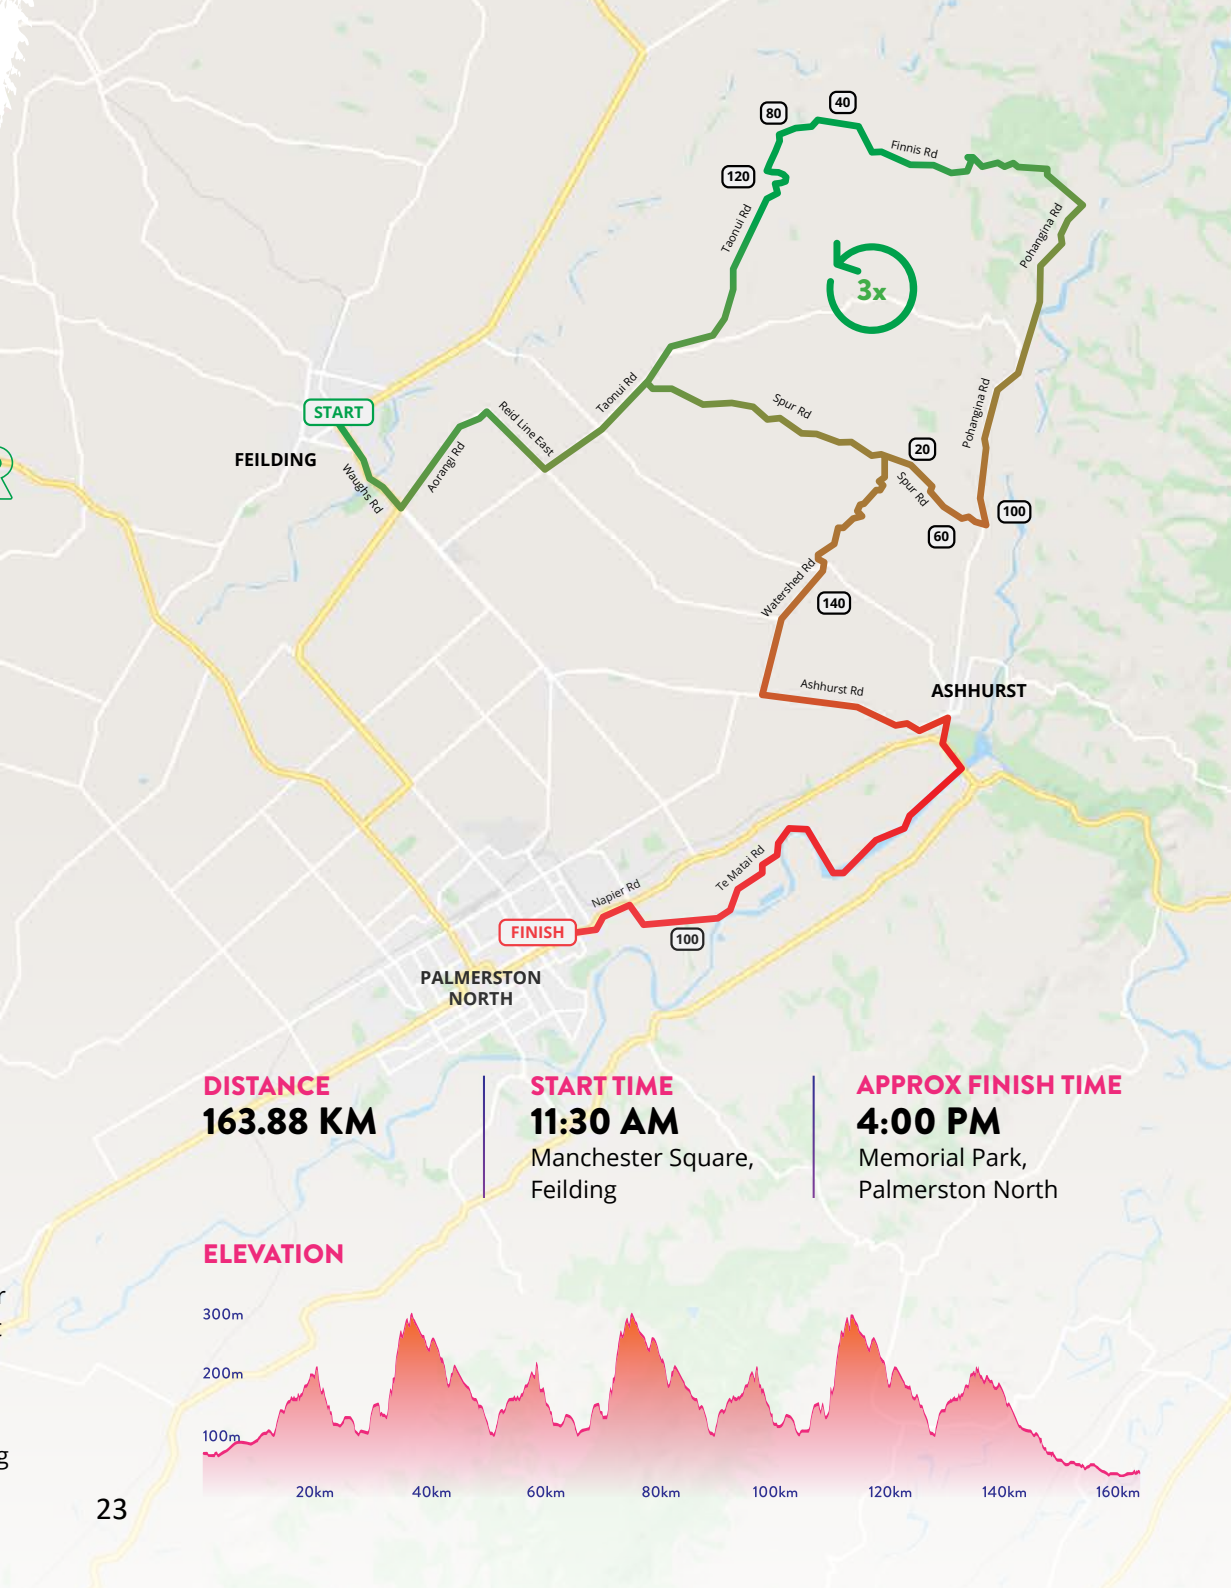 80
40
Finnis Rd
120
Taonui Rd
Pohangina Rd
3x
Taonui Rd
START
Reid Line East
Spur Rd
Pohangina Rd
FEILDING
Waughs Rd
Aorangi Rd
20
Spur Rd
100
60
Watershed Rd
140
Ashhurst Rd
ASHHURST
Te Matai Rd
Napier Rd
FINISH
100
PALMERSTON
NORTH
DISTANCE
163.88 KM
START TIME
11:30 AM
Manchester Square,
Feilding
APPROX FINISH TIME
4:00 PM
Memorial Park,
Palmerston North
ELEVATION
300m
200m
100m
20km 40km 60km 80km 100km 120km 140km 160km
23